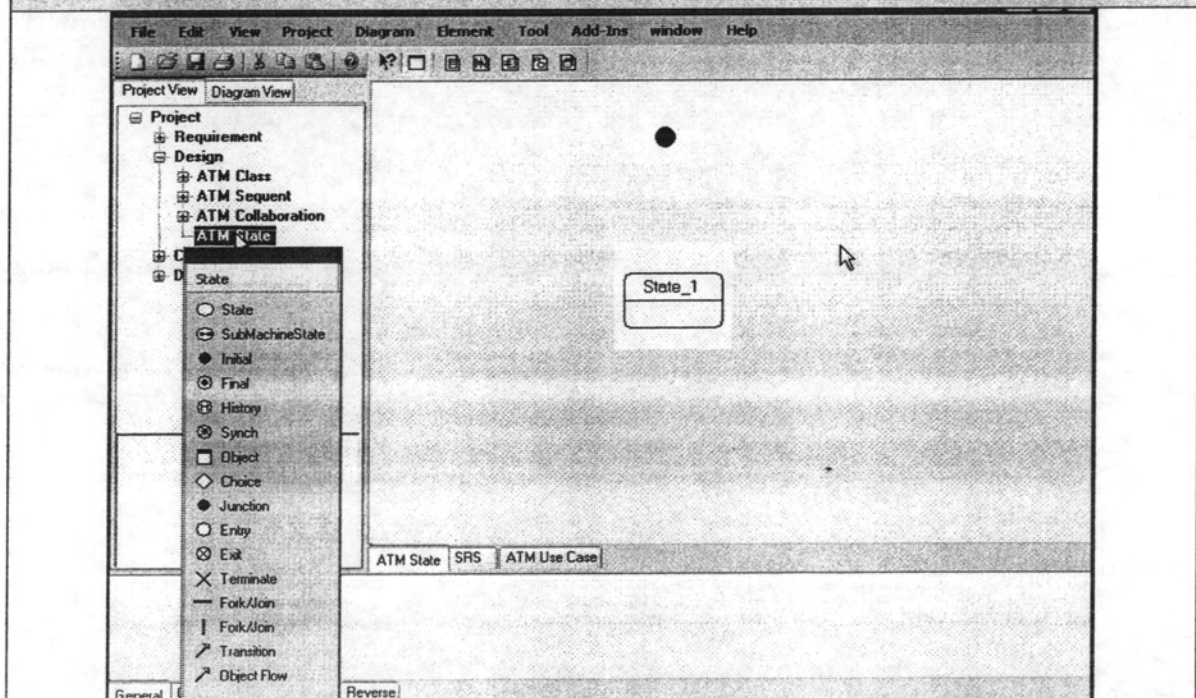 File Edit View Project Diagram Element Tool Add-Ins window Help
Project View Diagram View
Project
Requirement
Design
ATM Class
ATM Sequent
ATM Collaboration
ATM State
C
D
State
State
SubMachineState
Initial
Final
History
Synch
Object
Choice
Junction
Entry
Exit
Terminate
Fork/Join
Fork/Join
Transition
Object Flow
State_1
ATM State SRS ATM Use Case
General
Reverse